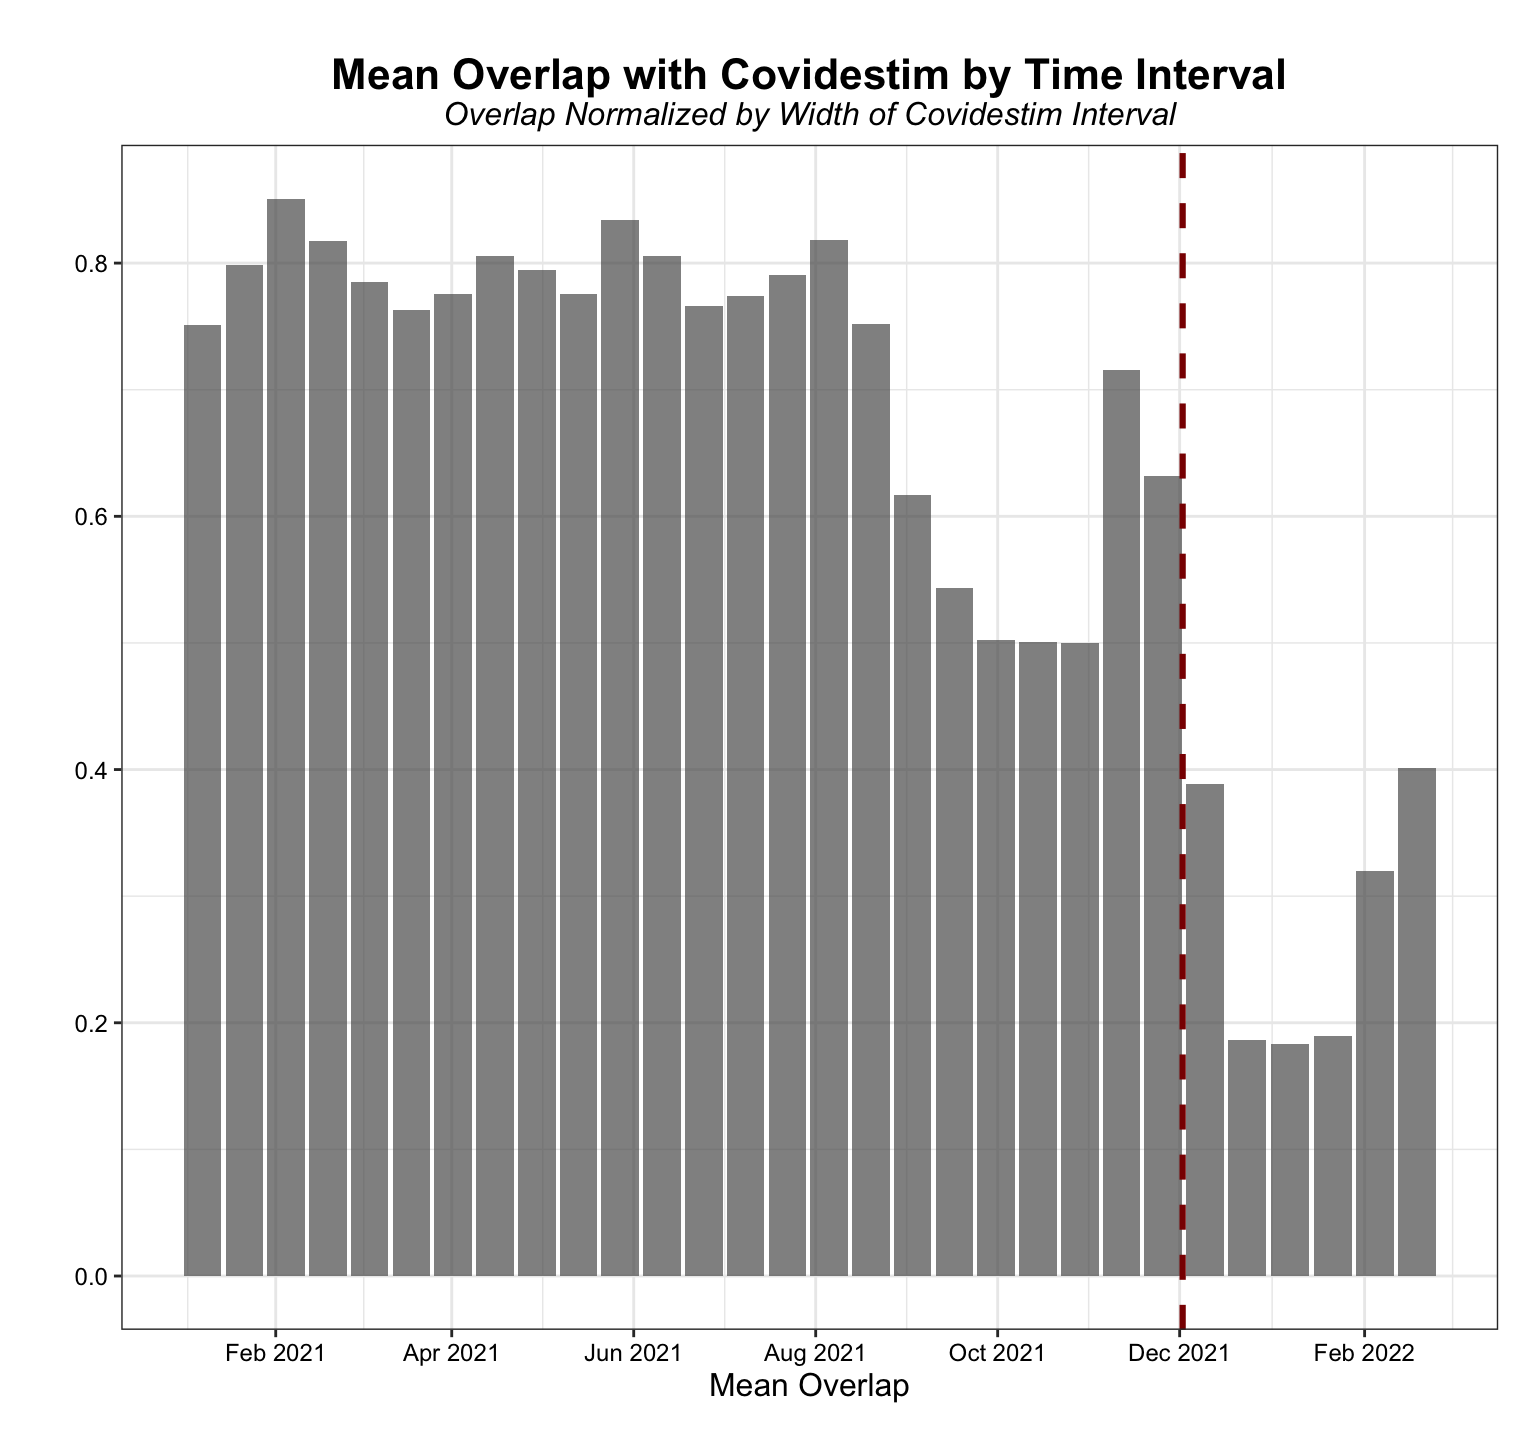 Mean Overlap with Covidestim by Time Interval
Overlap Normalized by Width of Covidestim Interval
0.8
0.6
0.4
0.2
0.0
Feb 2021 Apr 2021 Jun 2021 Aug 2021 Oct 2021 Dec 2021 Feb 2022
Mean Overlap